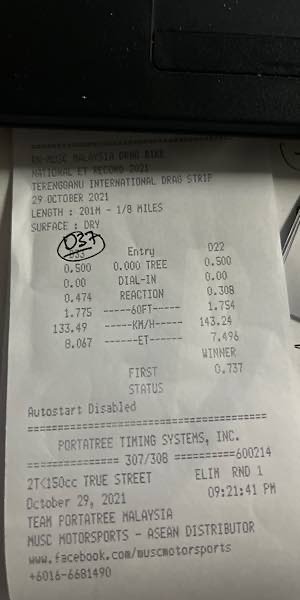 MUSC MALAYSIA DRAG BIKE
NATIONAL ET RECORD 2021
TERENGGANU INTERNATIONAL DRAG STRIP
29 OCTOBER 2021
LENGTH : 201M - 1/8 MILES
SURFACE : DRY
D37
D33 Entry D22
0.500 0.000 TREE 0.500
0.00 DIAL-IN 0.00
0.474 REACTION 0.308
1.775 -----60FT----- 1.754
133.49 -----KM/H----- 143.24
8.067 ------ET------ 7.496
WINNER
FIRST 0.737
STATUS
Autostart Disabled
========================================
PORTATREE TIMING SYSTEMS, INC.
=============== 307/308 ==========600214
2T<150cc TRUE STREET ELIM RND 1
October 29, 2021 09:21:41 PM
TEAM PORTATREE MALAYSIA
MUSC MOTORSPORTS - ASEAN DISTRIBUTOR
www.facebook.com/muscmotorsports
+6016-6681490